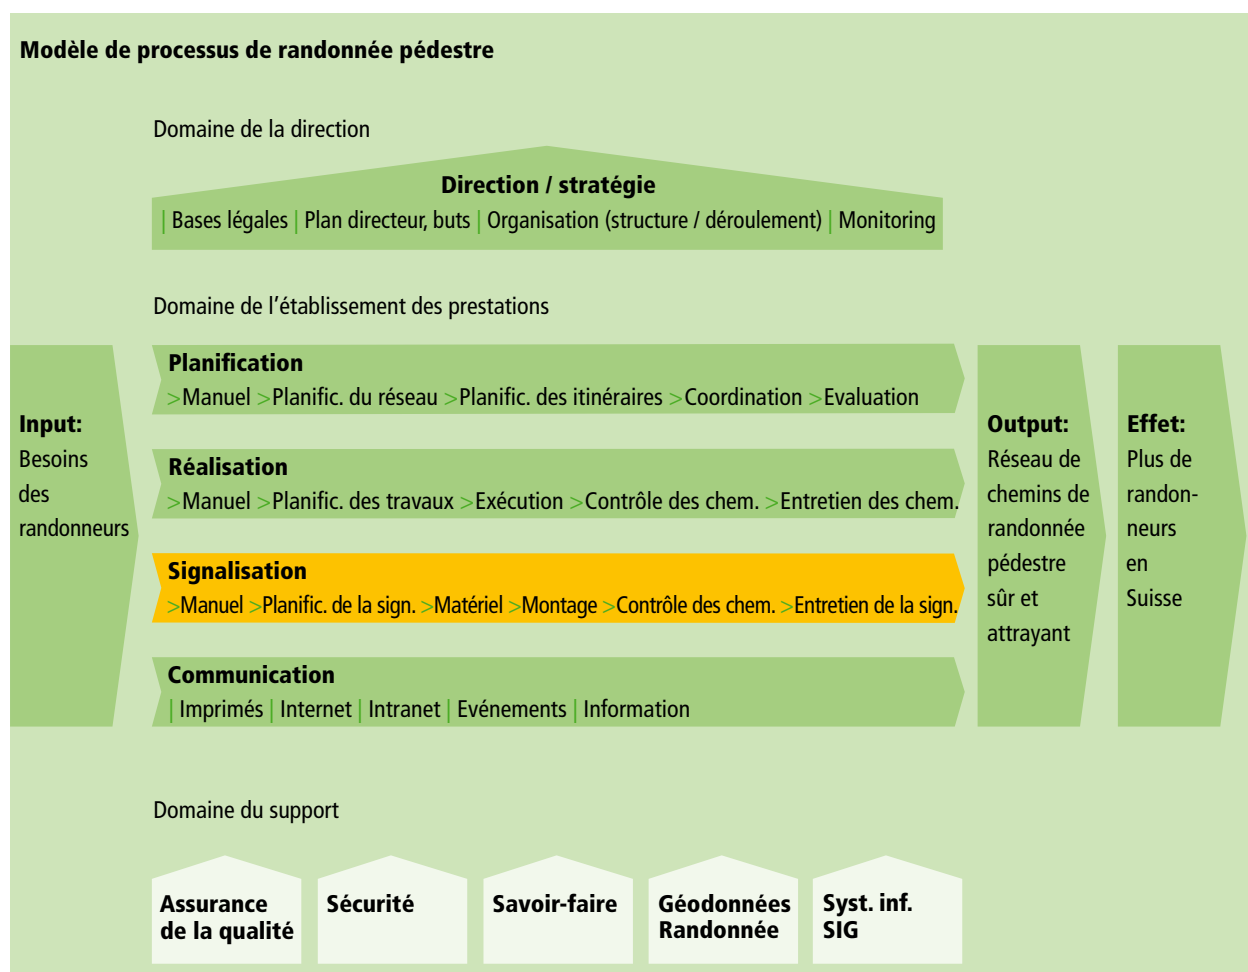 Modèle de processus de randonnée pédestre
Domaine de la direction
Direction / stratégie
| Bases légales | Plan directeur, buts | Organisation (structure / déroulement) | Monitoring
Domaine de l'établissement des prestations
Input:
Besoins
des
randonneurs
Planification
>Manuel >Planific. du réseau >Planific. des itinéraires >Coordination >Evaluation
Réalisation
>Manuel >Planific. des travaux >Exécution >Contrôle des chem. >Entretien des chem.
Signalisation
>Manuel >Planific. de la sign. >Matériel >Montage >Contrôle des chem. >Entretien de la sign.
Communication
| Imprimés | Internet | Intranet | Evénements | Information
Output:
Réseau de
chemins de
randonnée
pédestre
sûr et
attrayant
Effet:
Plus de
randon-
neurs
en
Suisse
Domaine du support
Assurance
de la qualité
Sécurité
Savoir-faire
Géodonnées
Randonnée
Syst. inf.
SIG